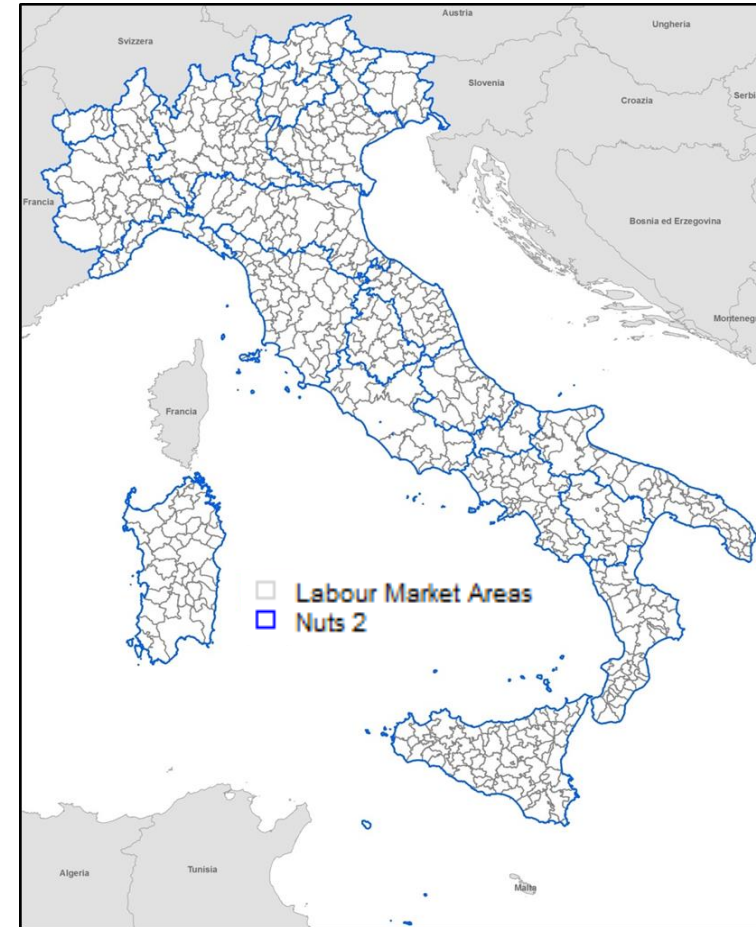 Austria
Ungheria
Svizzera
Slovenia
Croazia
Serbi
Francia
Bosnia ed Erzegovina
Montenegr
Francia
Labour Market Areas
Nuts 2
Algeria
Tunisia
Malta